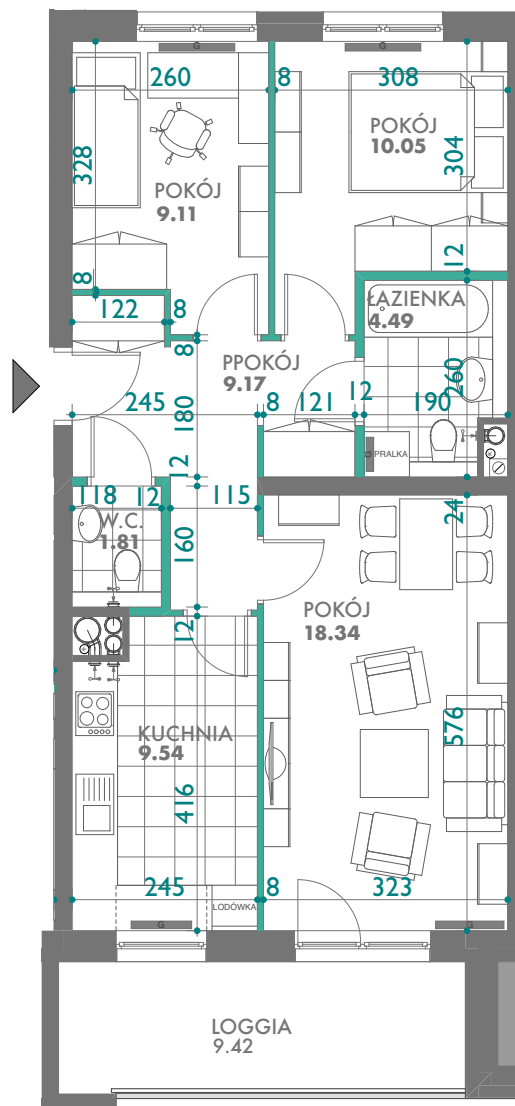 G
G
260
8
308
POKÓJ
10.05
328
304
POKÓJ
9.11
8
12
122
8
ŁAZIENKA
4.49
8
PPOKÓJ
9.17
260
245
180
8
121
12
190
G
PRALKA
12
118
12
115
24
W.C.
1.81
160
POKÓJ
18.34
12
KUCHNIA
9.54
576
416
245
8
323
LODÓWKA
G
G
LOGGIA
9.42